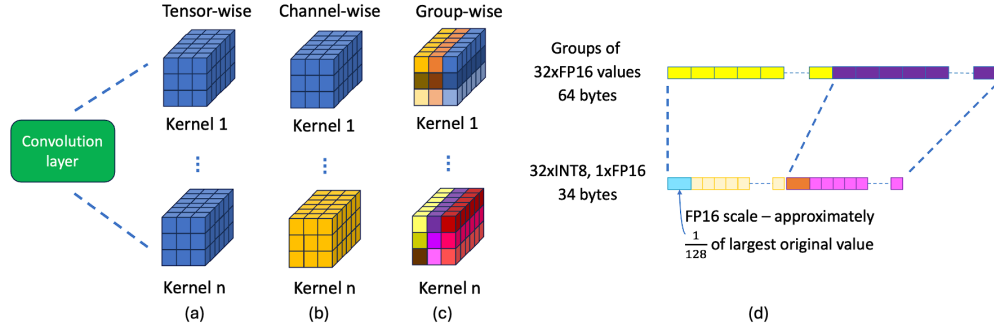 Tensor-wise
Channel-wise
Group-wise
Convolution
layer
Kernel 1
Kernel 1
Kernel 1
Kernel n
Kernel n
Kernel n
(a)
(b)
(c)
Groups of
32xFP16 values
64 bytes
32xINT8, 1xFP16
34 bytes
FP16 scale – approximately
1/128 of largest original value
(d)